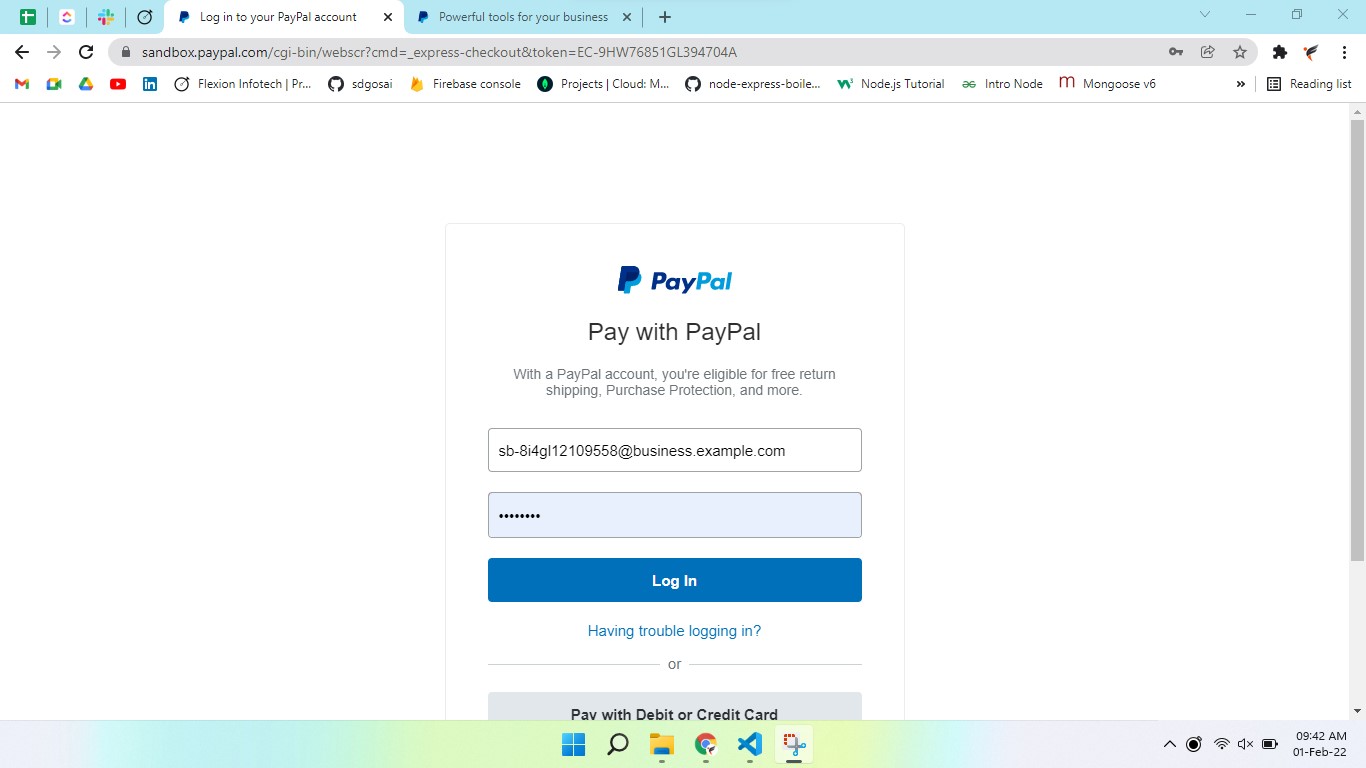 Log in to your PayPal account
Powerful tools for your business
sandbox.paypal.com/cgi-bin/webscr?cmd=_express-checkout&token=EC-9HW76851GL394704A
Flexion Infotech | Pr...
sdgosai
Firebase console
Projects | Cloud: M...
node-express-boile...
Node.js Tutorial
Intro Node
Mongoose v6
»
Reading list
PayPal
Pay with PayPal
With a PayPal account, you're eligible for free return
shipping, Purchase Protection, and more.
sb-8i4gl12109558@business.example.com
••••••••
Log In
Having trouble logging in?
or
Pay with Debit or Credit Card
09:42 AM
01-Feb-22